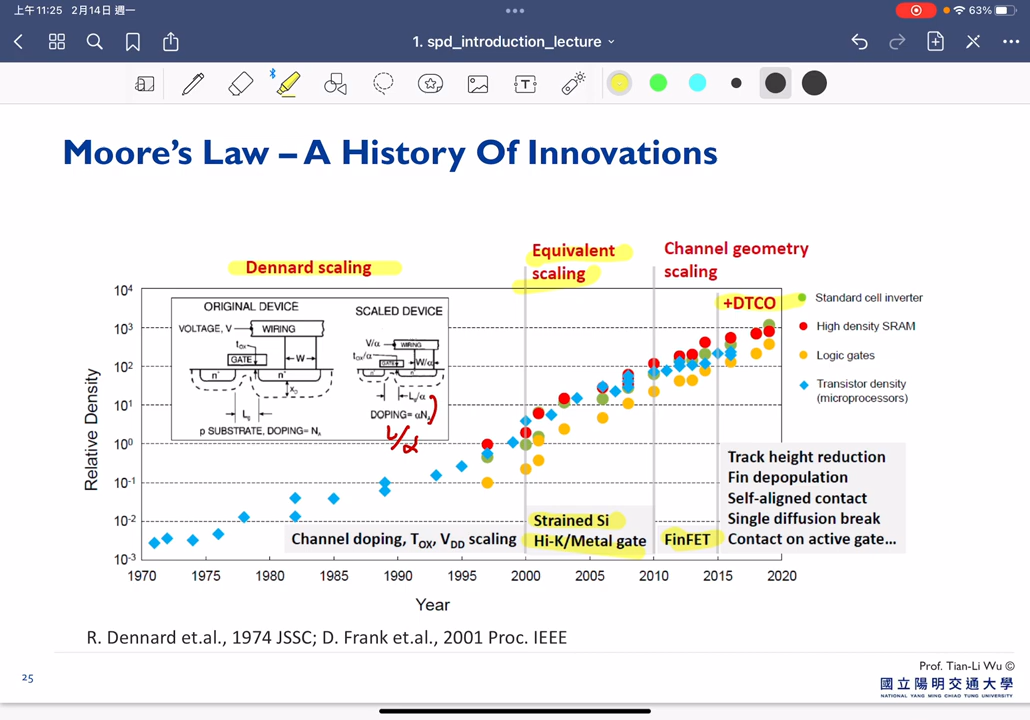 上午11:25 2月14日 週一
63%
1. spd_introduction_lecture
Moore's Law – A History Of Innovations
Dennard scaling
Equivalent
scaling
Channel geometry
scaling
+DTCO
Standard cell inverter
High density SRAM
Logic gates
Transistor density
(microprocessors)
ORIGINAL DEVICE
VOLTAGE, V
WIRING
tOX
GATE
W
n+
n+
XD
Lg
p SUBSTRATE, DOPING= NA
SCALED DEVICE
V/α
WIRING
tOX/α
GATE
W/α
Lg/α
DOPING= αNA
L/α
Relative Density
10⁴
10³
10²
10¹
10⁰
10⁻¹
10⁻²
10⁻³
Channel doping, TOX, VDD scaling
Strained Si
Hi-K/Metal gate
FinFET
Track height reduction
Fin depopulation
Self-aligned contact
Single diffusion break
Contact on active gate...
1970 1975 1980 1985 1990 1995 2000 2005 2010 2015 2020
Year
R. Dennard et.al., 1974 JSSC; D. Frank et.al., 2001 Proc. IEEE
25
Prof. Tian-Li Wu ©
國立陽明交通大學
NATIONAL YANG MING CHIAO TUNG UNIVERSITY